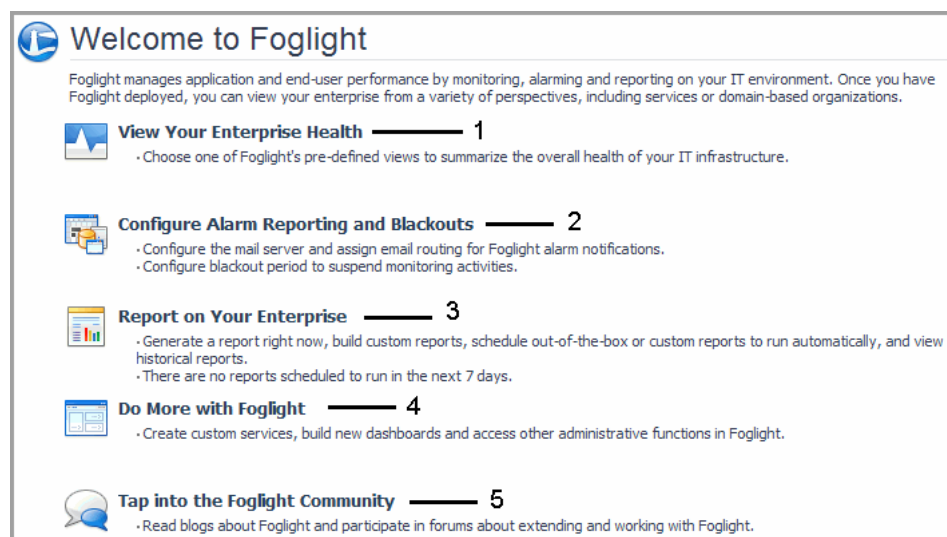 Welcome to Foglight
Foglight manages application and end-user performance by monitoring, alarming and reporting on your IT environment. Once you have
Foglight deployed, you can view your enterprise from a variety of perspectives, including services or domain-based organizations.
View Your Enterprise Health 1
· Choose one of Foglight's pre-defined views to summarize the overall health of your IT infrastructure.
Configure Alarm Reporting and Blackouts 2
· Configure the mail server and assign email routing for Foglight alarm notifications.
· Configure blackout period to suspend monitoring activities.
Report on Your Enterprise 3
· Generate a report right now, build custom reports, schedule out-of-the-box or custom reports to run automatically, and view
historical reports.
· There are no reports scheduled to run in the next 7 days.
Do More with Foglight 4
· Create custom services, build new dashboards and access other administrative functions in Foglight.
Tap into the Foglight Community 5
· Read blogs about Foglight and participate in forums about extending and working with Foglight.